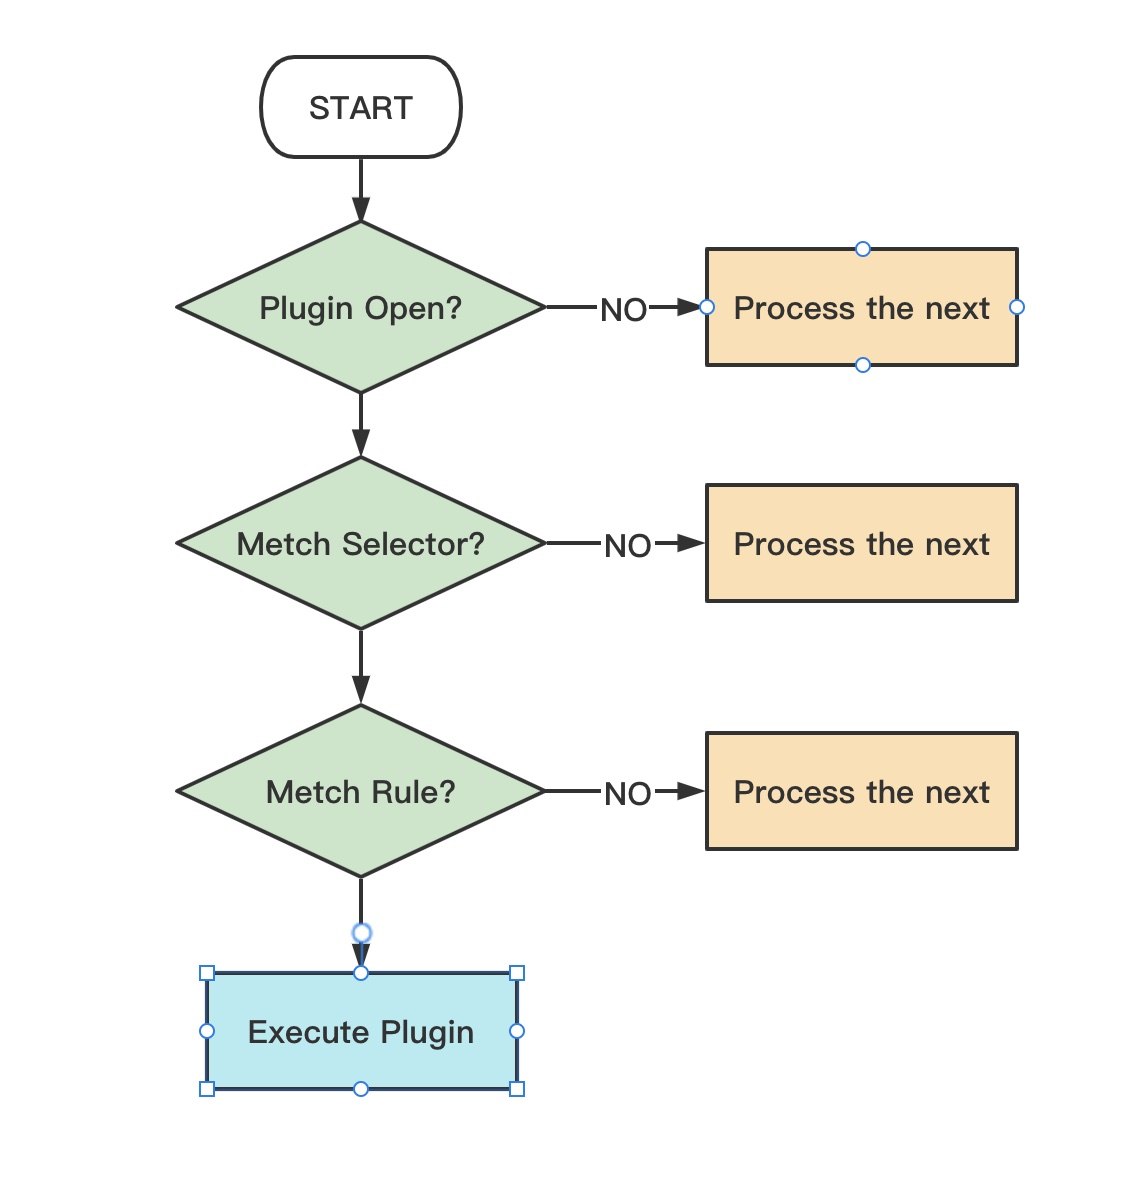 START
Plugin Open?
NO
Process the next
Metch Selector?
NO
Process the next
Metch Rule?
NO
Process the next
Execute Plugin